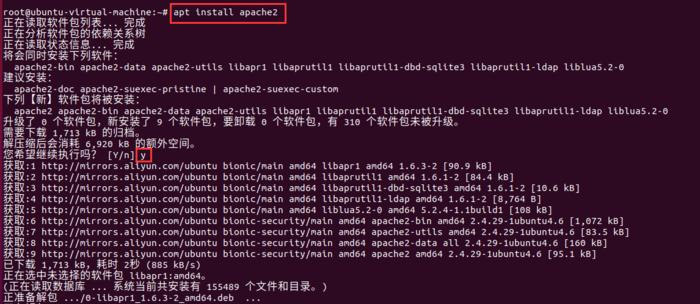 root@ubuntu-virtual-machine:~# apt install apache2
正在读取软件包列表... 完成
正在分析软件包的依赖关系树
正在读取状态信息... 完成
将会同时安装下列软件：
apache2-bin apache2-data apache2-utils libapr1 libaprutil1 libaprutil1-dbd-sqlite3 libaprutil1-ldap liblua5.2-0
建议安装：
apache2-doc apache2-suexec-pristine | apache2-suexec-custom
下列【新】软件包将被安装：
apache2 apache2-bin apache2-data apache2-utils libapr1 libaprutil1 libaprutil1-dbd-sqlite3 libaprutil1-ldap liblua5.2-0
升级了 0 个软件包，新安装了 9 个软件包，要卸载 0 个软件包，有 310 个软件包未被升级。
需要下载 1,713 kB 的归档。
解压缩后会消耗 6,920 kB 的额外空间。
您希望继续执行吗？ [Y/n] y
获取:1 http://mirrors.aliyun.com/ubuntu bionic/main amd64 libapr1 amd64 1.6.3-2 [90.9 kB]
获取:2 http://mirrors.aliyun.com/ubuntu bionic/main amd64 libaprutil1 amd64 1.6.1-2 [84.4 kB]
获取:3 http://mirrors.aliyun.com/ubuntu bionic/main amd64 libaprutil1-dbd-sqlite3 amd64 1.6.1-2 [10.6 kB]
获取:4 http://mirrors.aliyun.com/ubuntu bionic/main amd64 libaprutil1-ldap amd64 1.6.1-2 [8,764 B]
获取:5 http://mirrors.aliyun.com/ubuntu bionic/main amd64 liblua5.2-0 amd64 5.2.4-1.1build1 [108 kB]
获取:6 http://mirrors.aliyun.com/ubuntu bionic-security/main amd64 apache2-bin amd64 2.4.29-1ubuntu4.6 [1,072 kB]
获取:7 http://mirrors.aliyun.com/ubuntu bionic-security/main amd64 apache2-utils amd64 2.4.29-1ubuntu4.6 [83.5 kB]
获取:8 http://mirrors.aliyun.com/ubuntu bionic-security/main amd64 apache2-data all 2.4.29-1ubuntu4.6 [160 kB]
获取:9 http://mirrors.aliyun.com/ubuntu bionic-security/main amd64 apache2 amd64 2.4.29-1ubuntu4.6 [95.1 kB]
已下载 1,713 kB，耗时 2秒 (885 kB/s)
正在选中未选择的软件包 libapr1:amd64。
(正在读取数据库 ... 系统当前共安装有 155489 个文件和目录。)
正准备解包 .../0-libapr1_1.6.3-2_amd64.deb ...